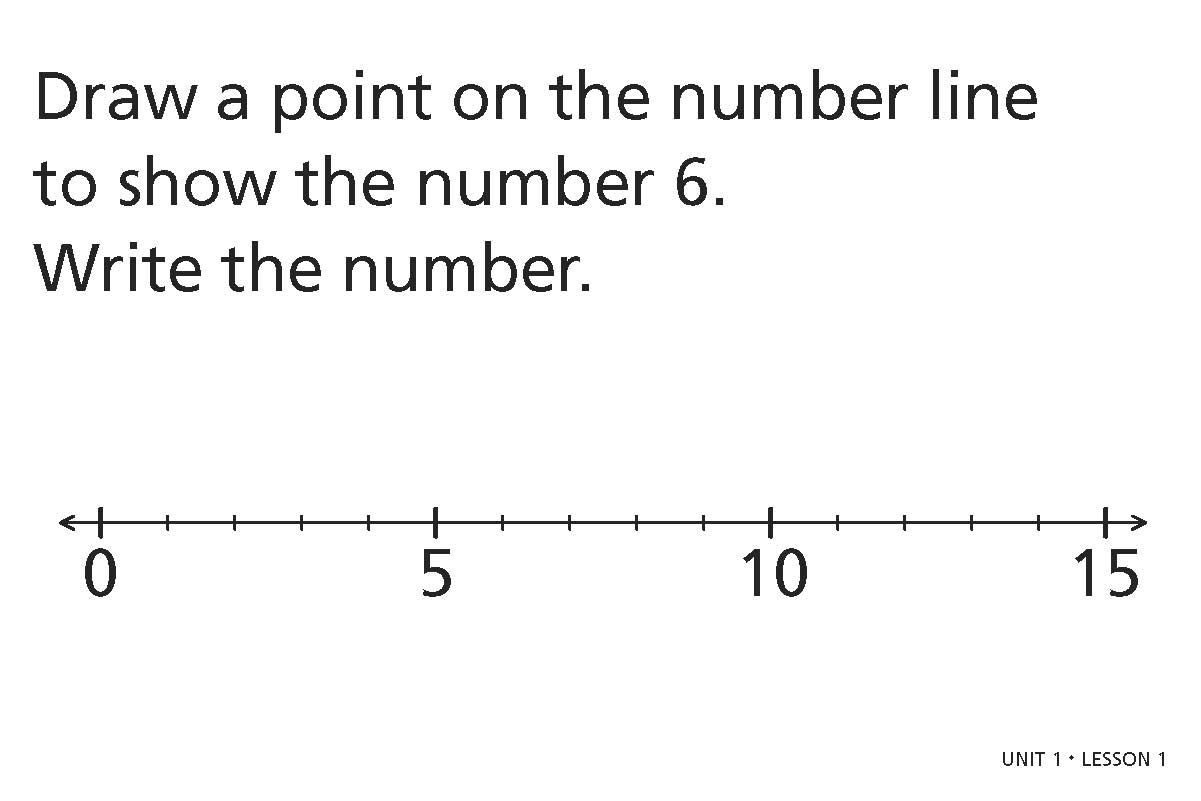 Draw a point on the number line
to show the number 6.
Write the number.
0 5 10 15
UNIT 1 • LESSON 1